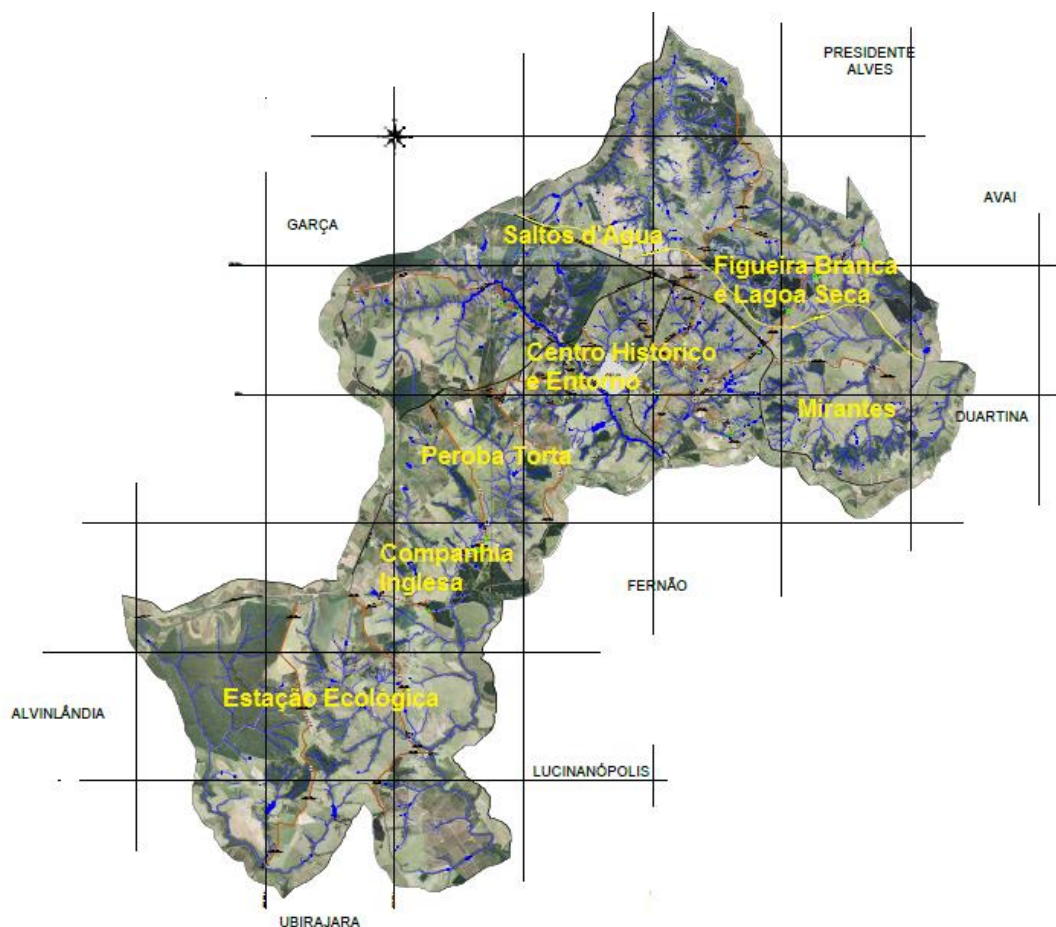 PRESIDENTE
ALVES
AVAI
GARÇA
Saltos d'Agua
Figueira Branca
e Lagoa Seca
Centro Histórico
e Entorno
Mirantes
DUARTINA
Peroba Torta
Companhia
Inglesa
FERNÃO
Estação Ecológica
ALVINLÂNDIA
LUCINANÓPOLIS
UBIRAJARA